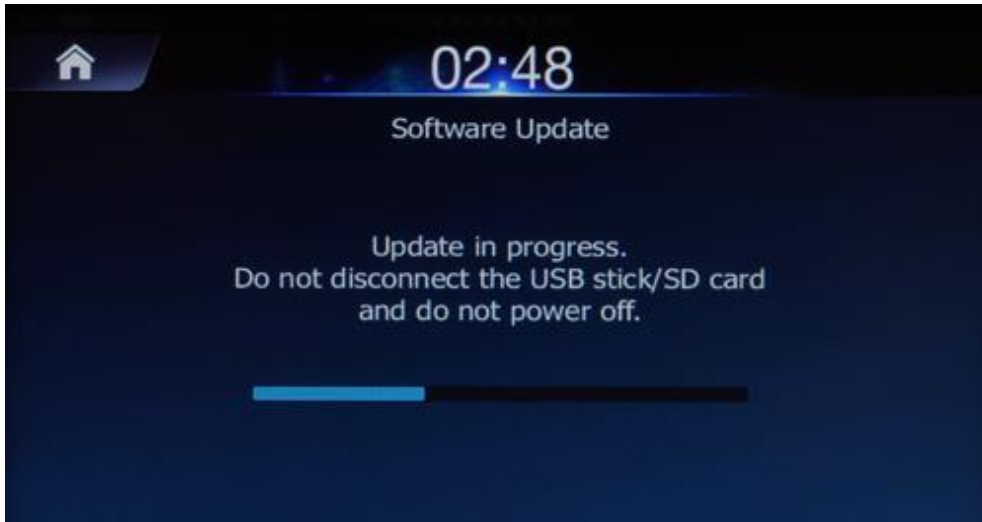 02:48
Software Update
Update in progress.
Do not disconnect the USB stick/SD card
and do not power off.